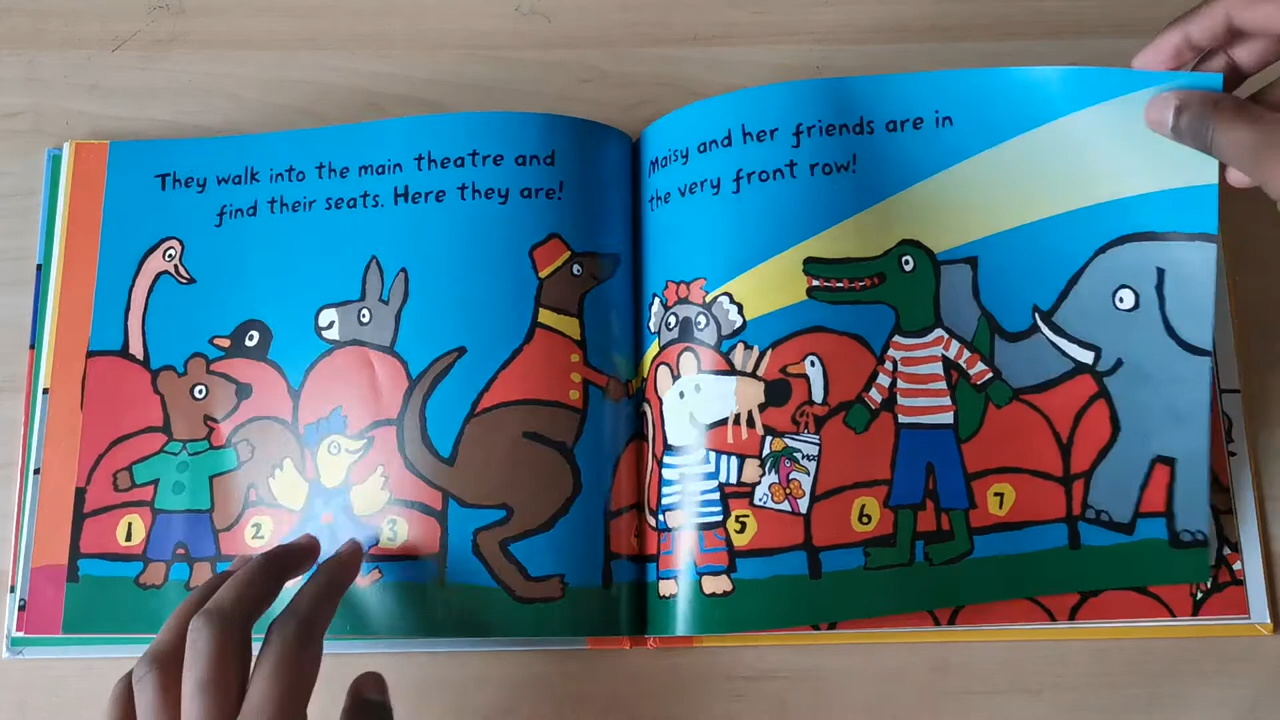 They walk into the main theatre and
find their seats. Here they are!
Maisy and her friends are in
the very front row!
1
2
3
5
6
7